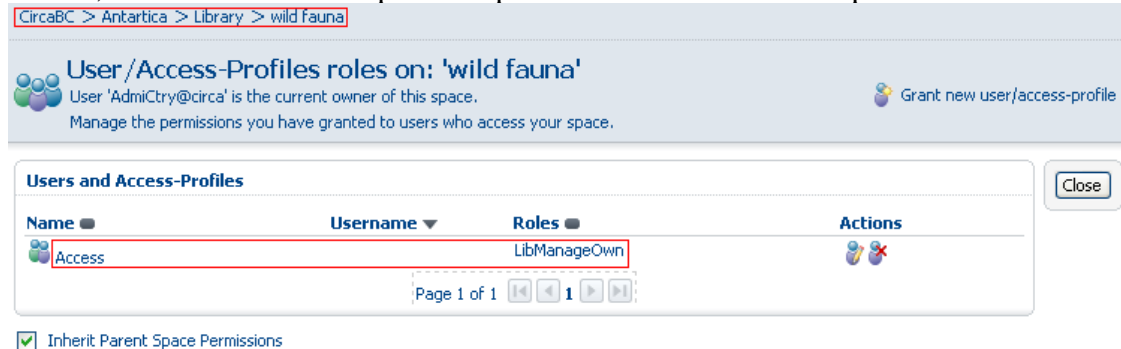 CircaBC > Antartica > Library > wild fauna
User/Access-Profiles roles on: 'wild fauna'
User 'AdmiCtry@circa' is the current owner of this space.
Grant new user/access-profile
Manage the permissions you have granted to users who access your space.
Users and Access-Profiles
Close
Name Username Roles Actions
Access LibManageOwn
Page 1 of 1 1
Inherit Parent Space Permissions